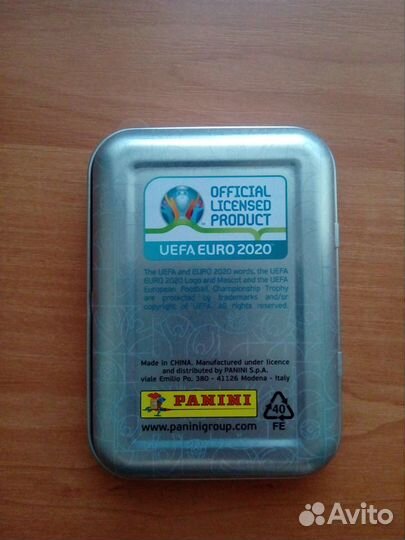 OFFICIAL
LICENSED
PRODUCT
UEFA EURO 2020
The UEFA and EURO 2020 words, the UEFA
EURO 2020 Logo and Mascot and the UEFA
European Football Championship Trophy
are protected by trademarks and/or
copyright of UEFA. All rights reserved.
Made in CHINA. Manufactured under licence
and distributed by PANINI S.p.A.
viale Emilio Po, 380 - 41126 Modena - Italy
PANINI
www.paninigroup.com
40
FE
Avito